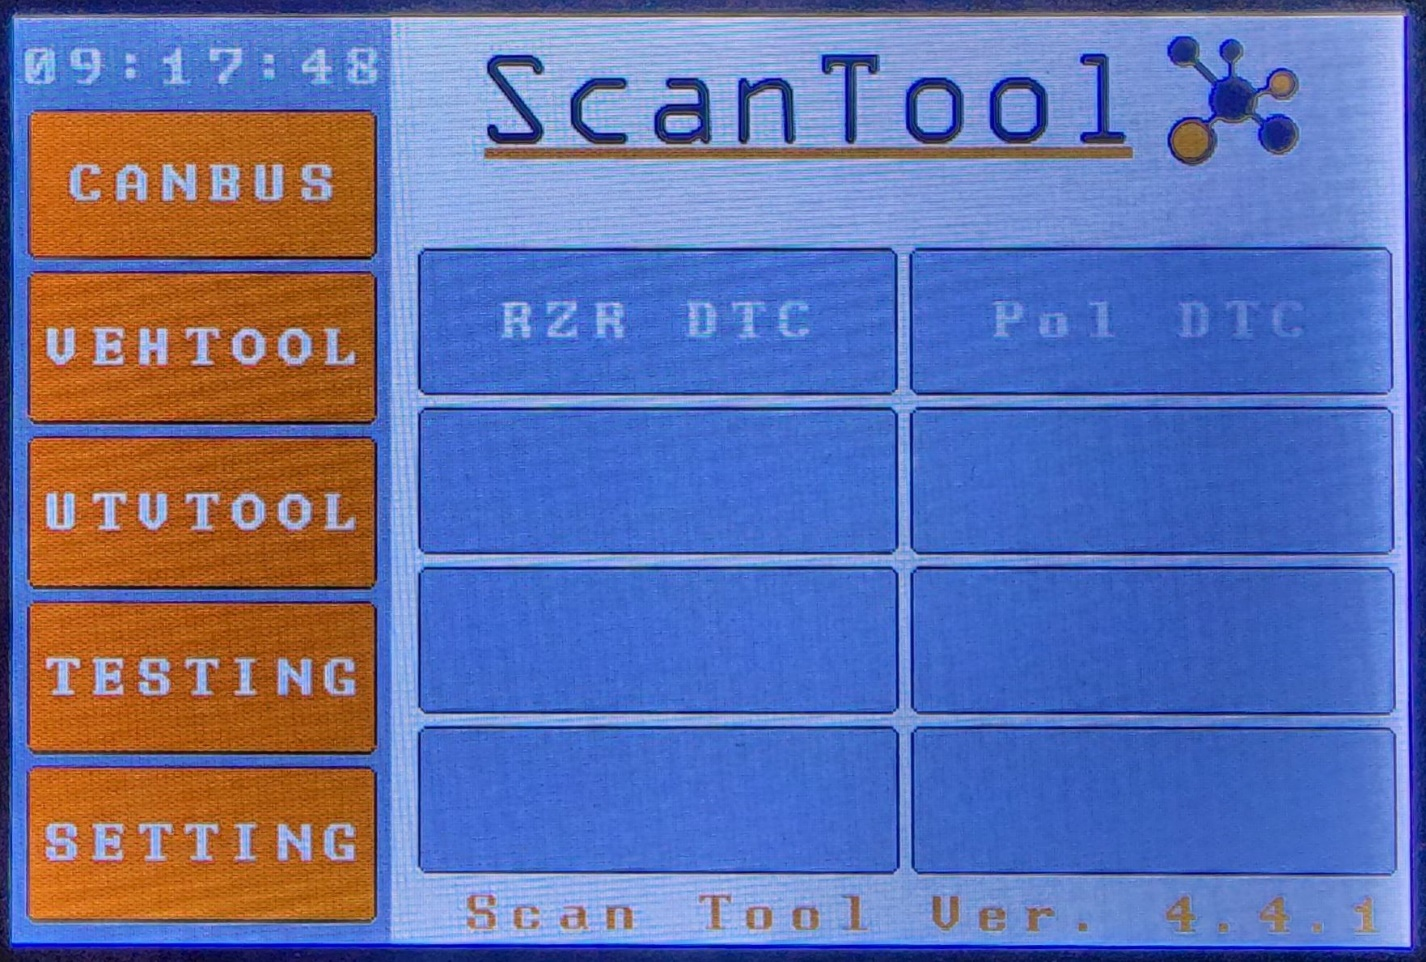 09:17:48
ScanTool
CANBUS
VEHTOOL
UTVTOOL
TESTING
SETTING
RZR DTC
Pol DTC
Scan Tool Ver. 4.4.1